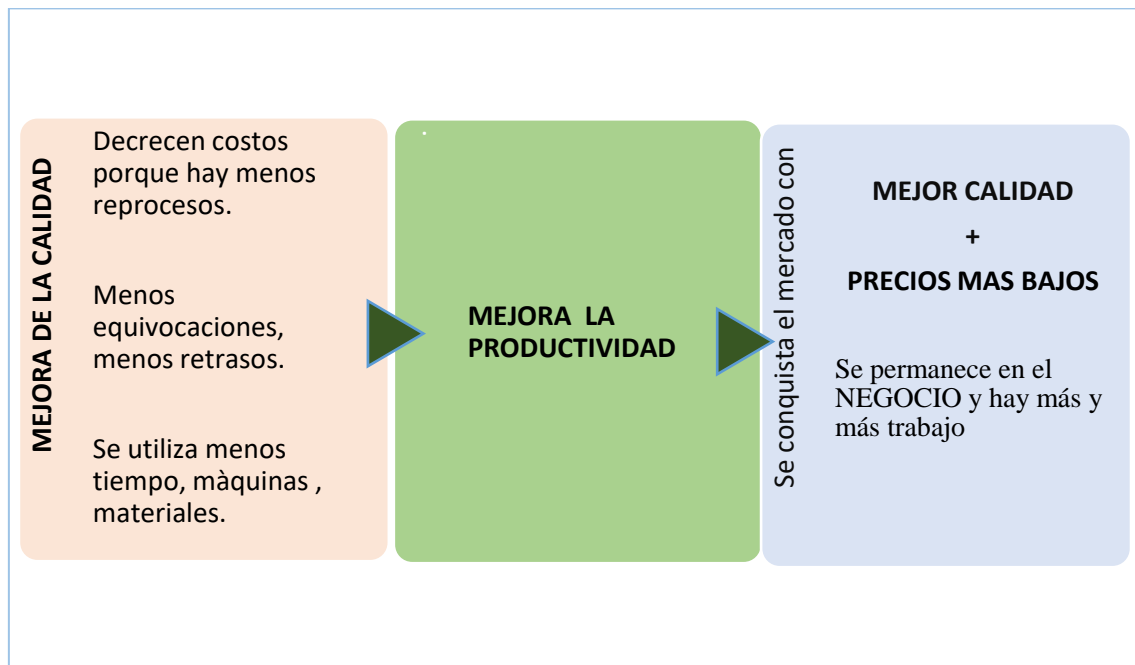 MEJORA DE LA CALIDAD
Decrecen costos
porque hay menos
reprocesos.
Menos
equivocaciones,
menos retrasos.
Se utiliza menos
tiempo, màquinas ,
materiales.
MEJORA  LA
PRODUCTIVIDAD
Se conquista el mercado con
MEJOR CALIDAD
+
PRECIOS MAS BAJOS
Se permanece en el
NEGOCIO y hay más y
más trabajo